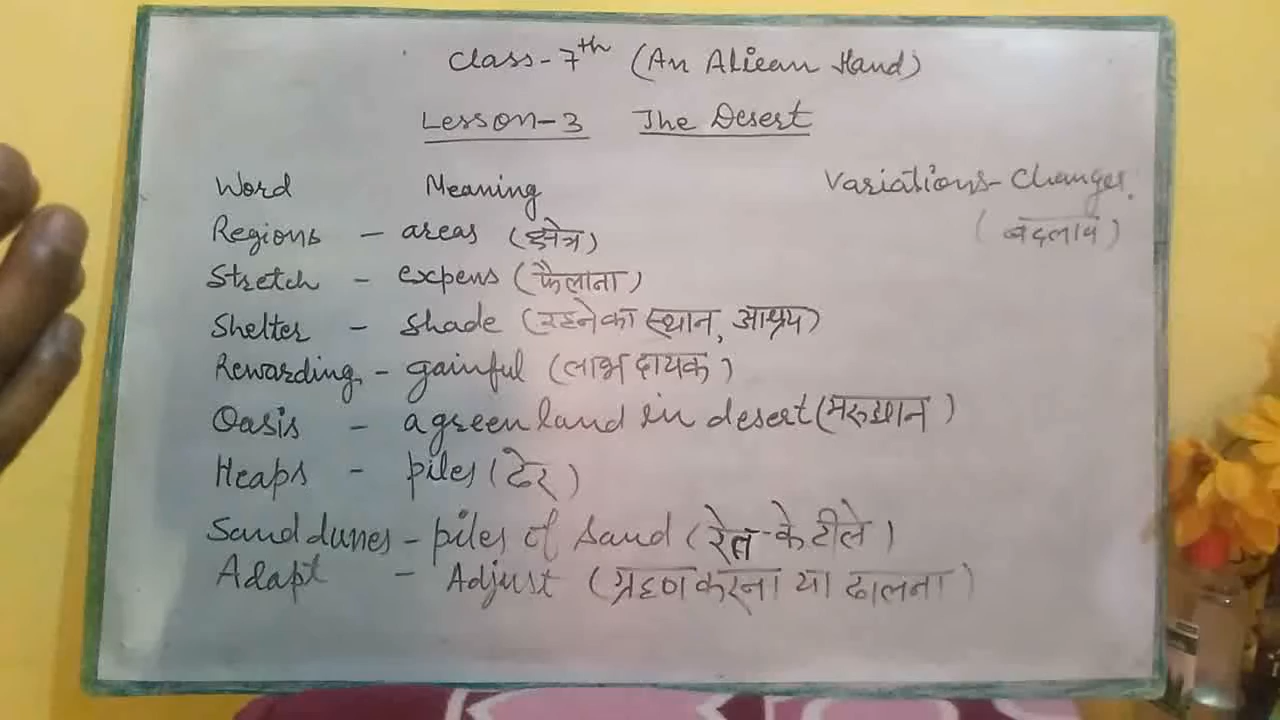 Class-7th (An Alien Hand)
Lesson-3 The Desert
Word Meaning
Regions - areas (क्षेत्र)
Stretch - expens (फैलाना)
Shelter - shade (रहने का स्थान, आश्रय)
Rewarding - gainful (लाभदायक)
Oasis - a green land in desert (मरुद्यान)
Heaps - piles (ढेर)
Sand dunes - piles of sand (रेत के टीले)
Adapt - Adjust (ग्रहण करना या ढालना)
Variations - Changes.
(बदलाव)